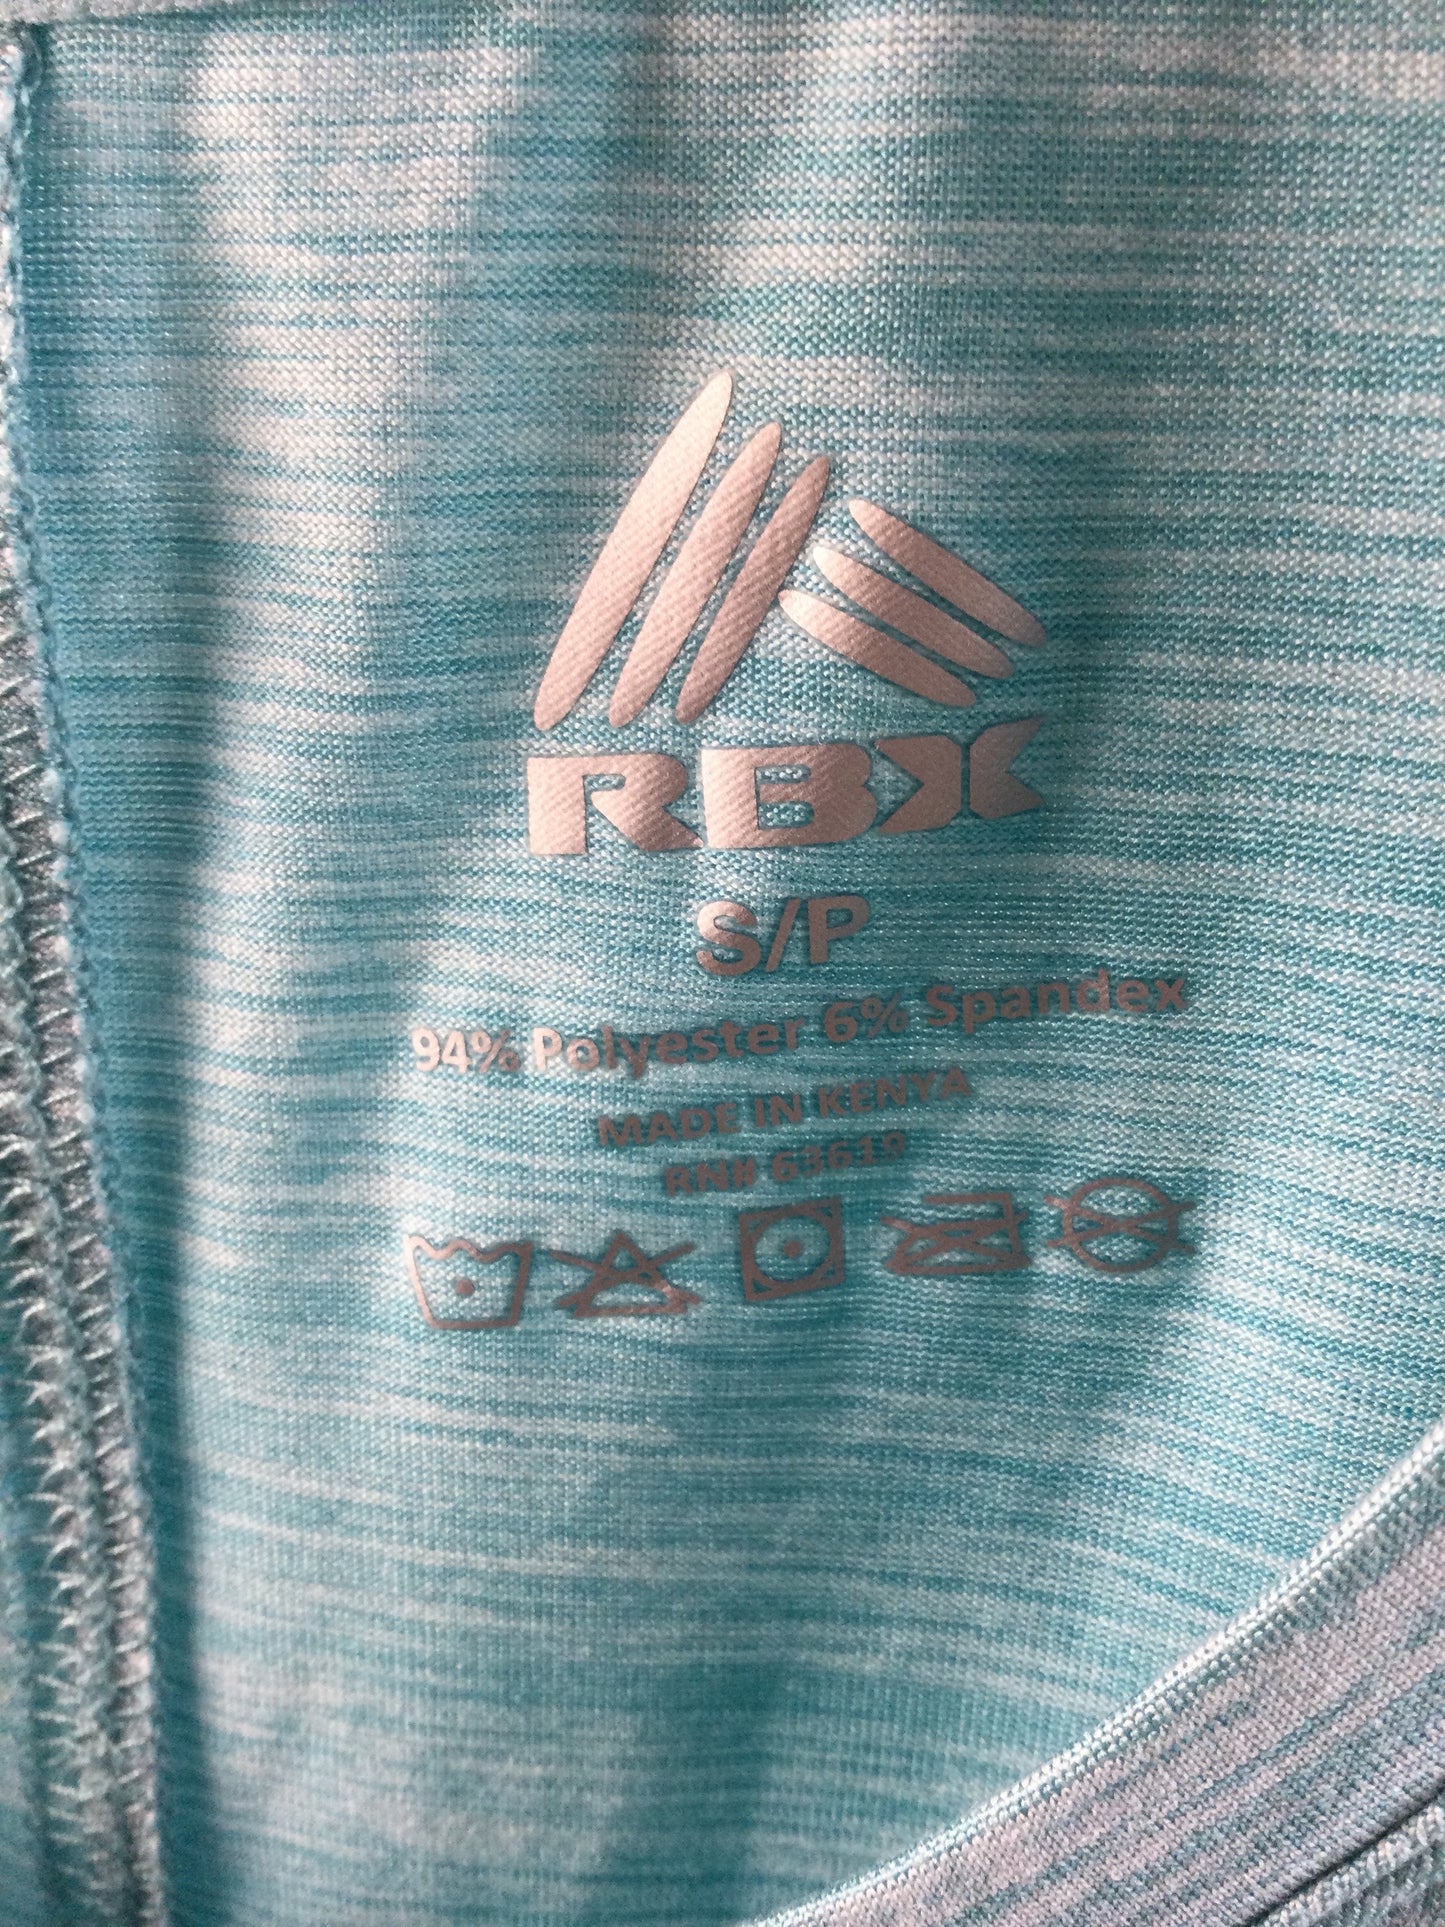 RBX
S/P
94% Polyester 6% Spandex
MADE IN KENYA
RN# 63619